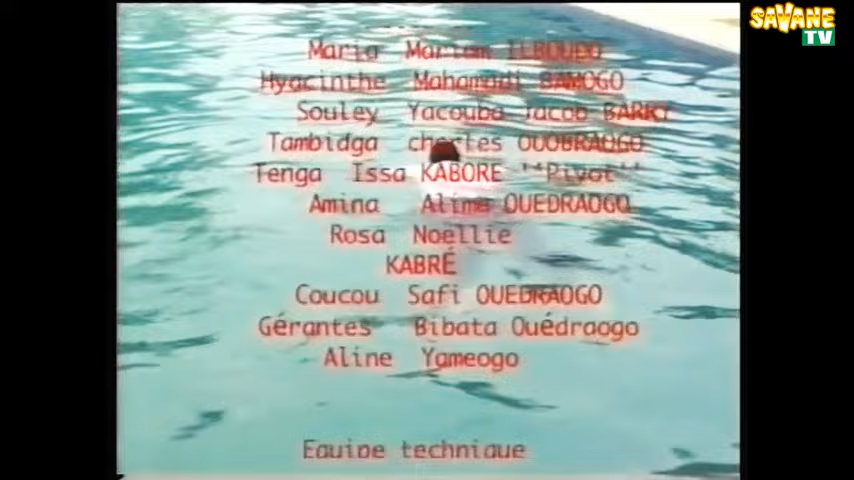 SAVANE
TV
Maria Mariam ILBOUDO
Hyacinthe Mahamadi BAMOGO
Souley Yacouba Jacob BARRY
Tambidga charles OUOBRAOGO
Tenga Issa KABORE ''Pivot''
Amina Alima OUEDRAOGO
Rosa Noellie
KABRÉ
Coucou Safi OUEDRAOGO
Gérantes Bibata Ouédraogo
Aline Yameogo
Equipe technique